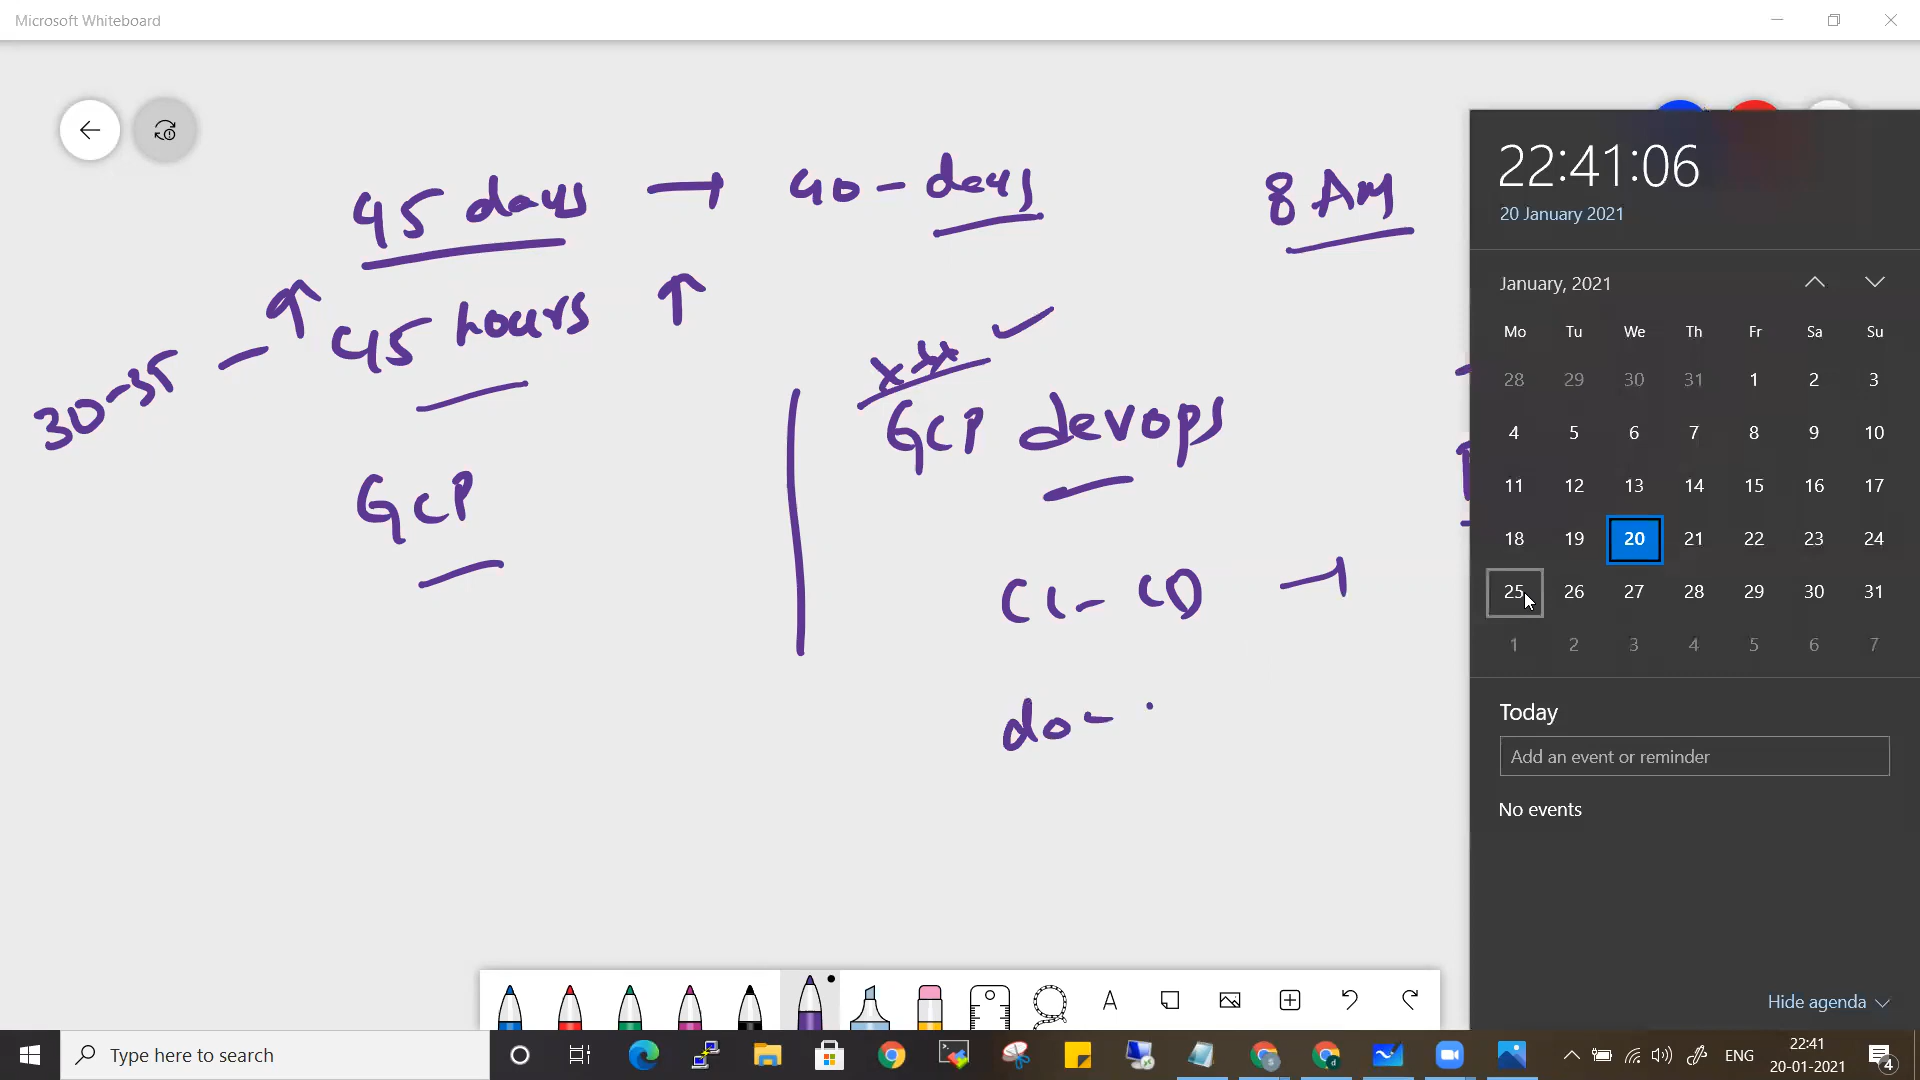 Microsoft Whiteboard
45 days → 40 - days
8 AM
45 hours
30-35 -
GCP devops
GCP
CI - CD
do -
22:41:06
20 January 2021
January, 2021
Mo Tu We Th Fr Sa Su
28 29 30 31 1 2 3
4 5 6 7 8 9 10
11 12 13 14 15 16 17
18 19 20 21 22 23 24
25 26 27 28 29 30 31
1 2 3 4 5 6 7
Today
Add an event or reminder
No events
Hide agenda
Type here to search
ENG
22:41
20-01-2021
4